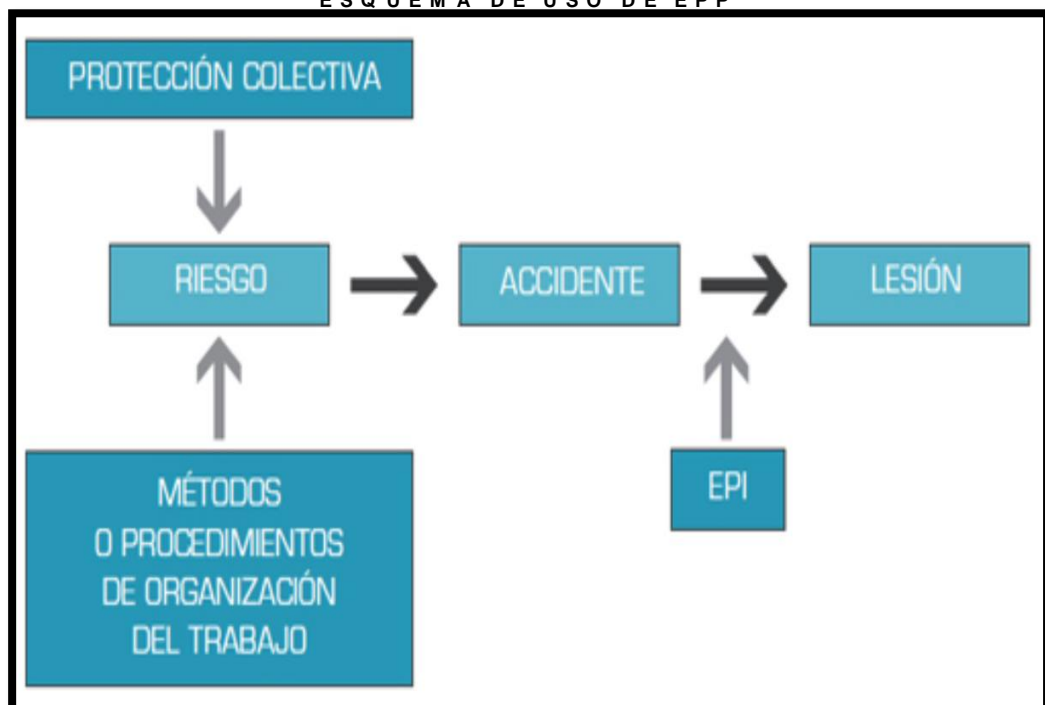 ESQUEMA DE USO DE EPP
PROTECCIÓN COLECTIVA
RIESGO
ACCIDENTE
LESIÓN
MÉTODOS
O PROCEDIMIENTOS
DE ORGANIZACIÓN
DEL TRABAJO
EPI